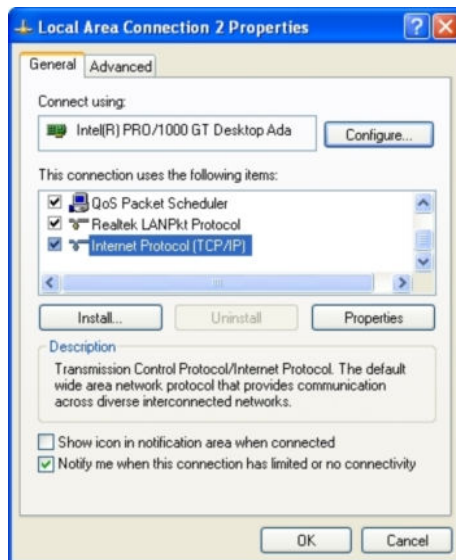 Local Area Connection 2 Properties
General Advanced
Connect using:
Intel(R) PRO/1000 GT Desktop Ada Configure...
This connection uses the following items:
QoS Packet Scheduler
Realtek LANPkt Protocol
Internet Protocol (TCP/IP)
Install... Uninstall Properties
Description
Transmission Control Protocol/Internet Protocol. The default
wide area network protocol that provides communication
across diverse interconnected networks.
Show icon in notification area when connected
Notify me when this connection has limited or no connectivity
OK Cancel